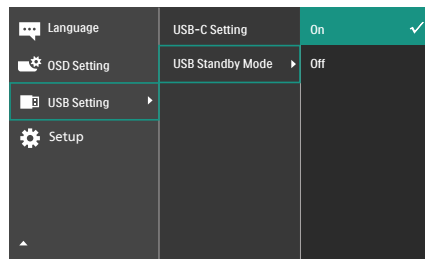 Language
OSD Setting
USB Setting
Setup
USB-C Setting
USB Standby Mode
On
Off